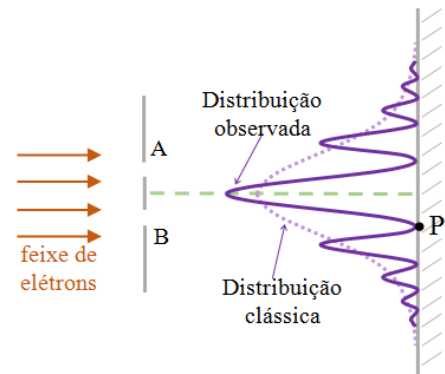 Distribuição
observada
A
P
B
feixe de
elétrons
Distribuição
clássica